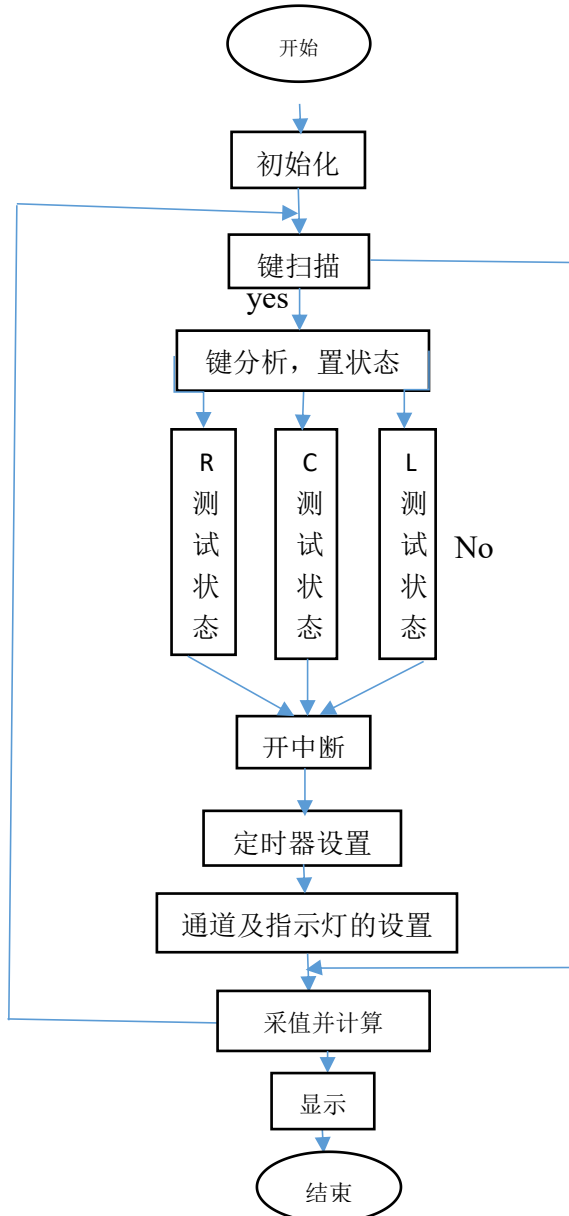 开始
初始化
键扫描
yes
键分析，置状态
R
测
试
状
态
C
测
试
状
态
L
测
试
状
态
No
开中断
定时器设置
通道及指示灯的设置
采值并计算
显示
结束